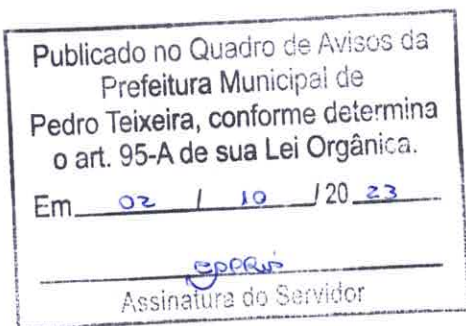 Publicado no Quadro de Avisos da
Prefeitura Municipal de
Pedro Teixeira, conforme determina
o art. 95-A de sua Lei Orgânica.
Em 02 / 10 / 20 23
Assinatura do Servidor